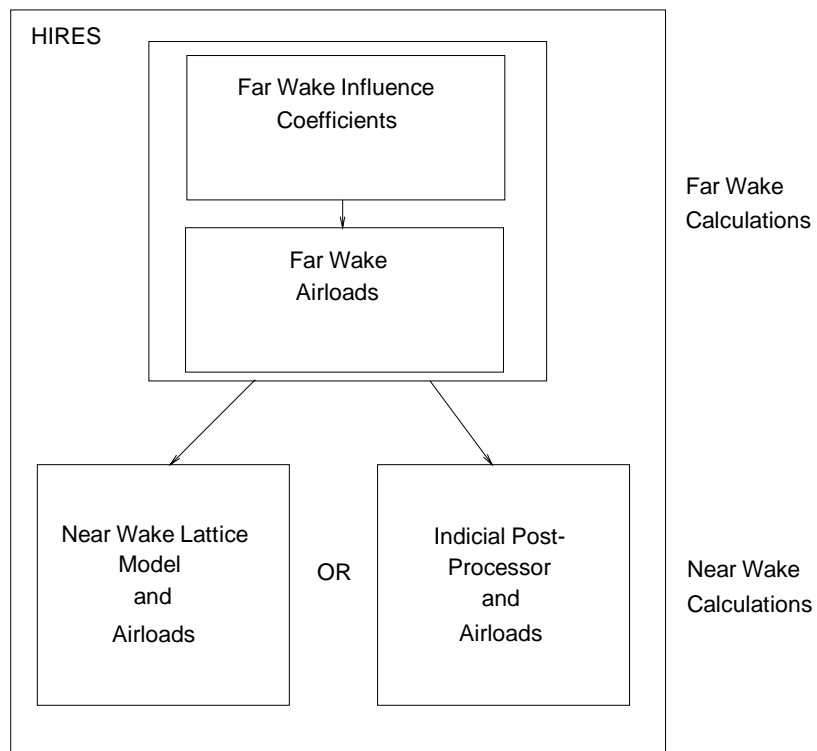 HIRES
Far Wake Influence
Coefficients
Far Wake
Airloads
Far Wake
Calculations
Near Wake Lattice
Model
and
Airloads
OR
Indicial Post-
Processor
and
Airloads
Near Wake
Calculations